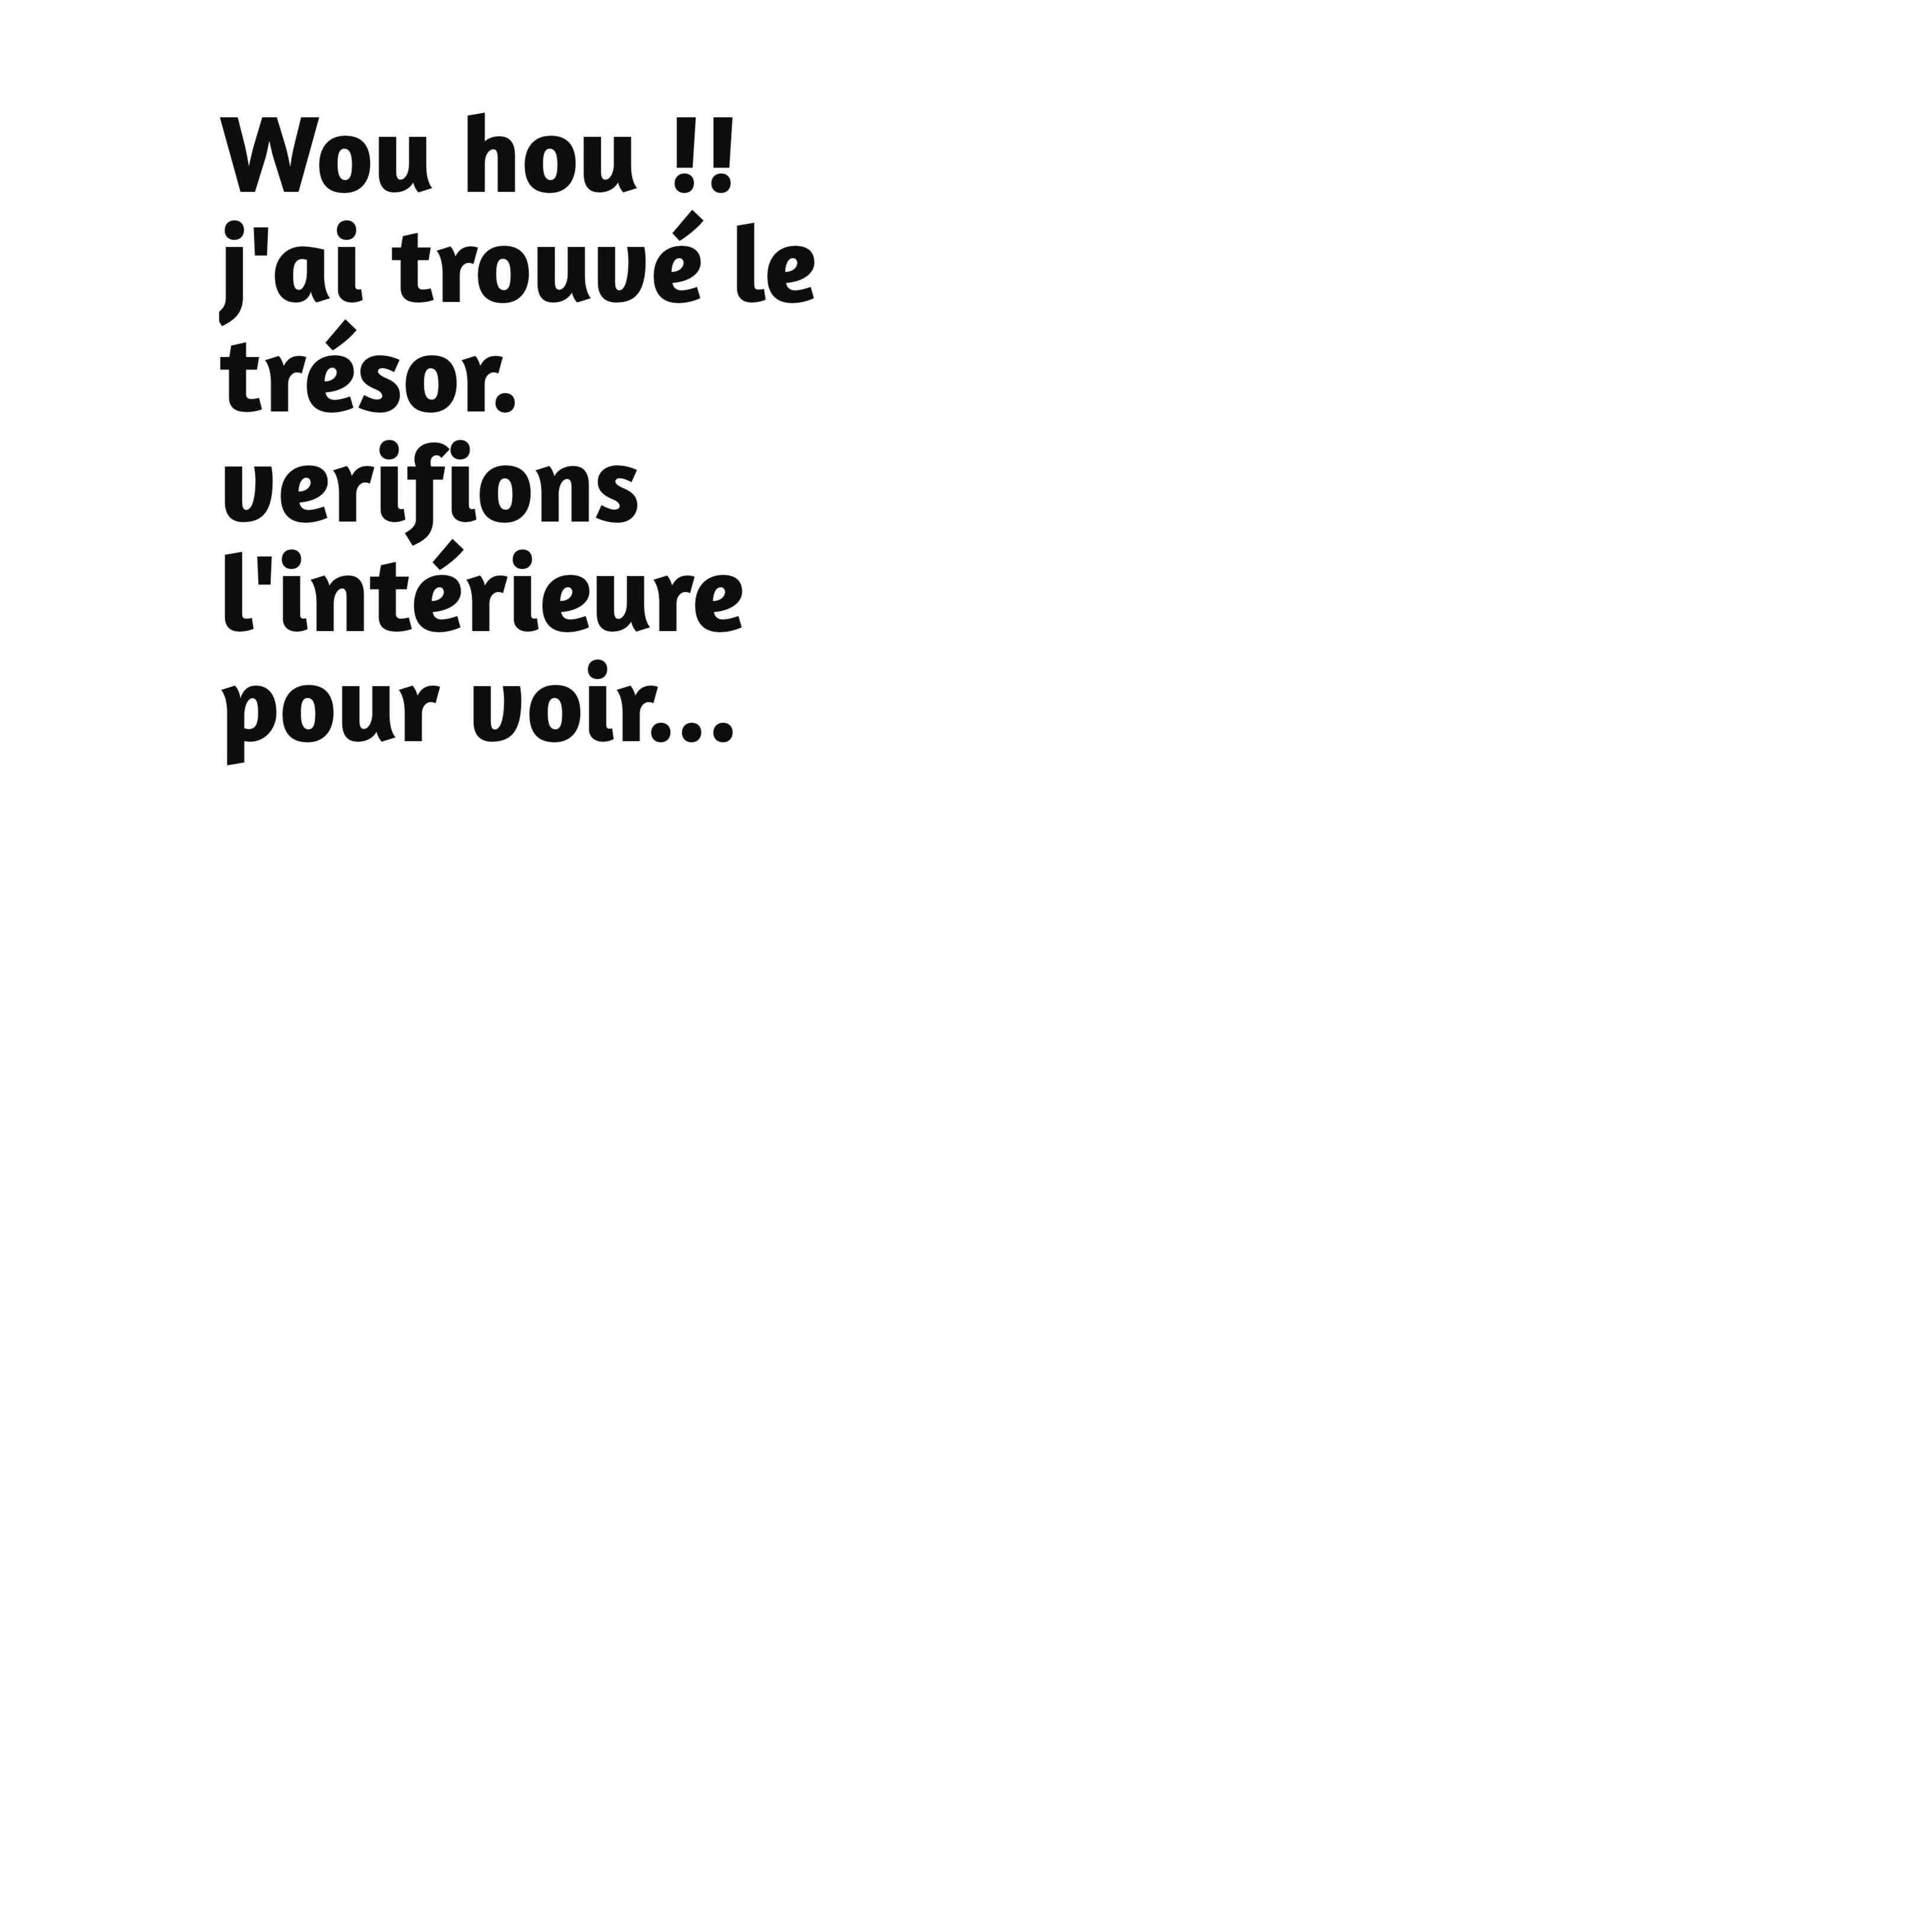 Wou hou !!
j'ai trouvé le
trésor.
verifions
l'intérieure
pour voir...